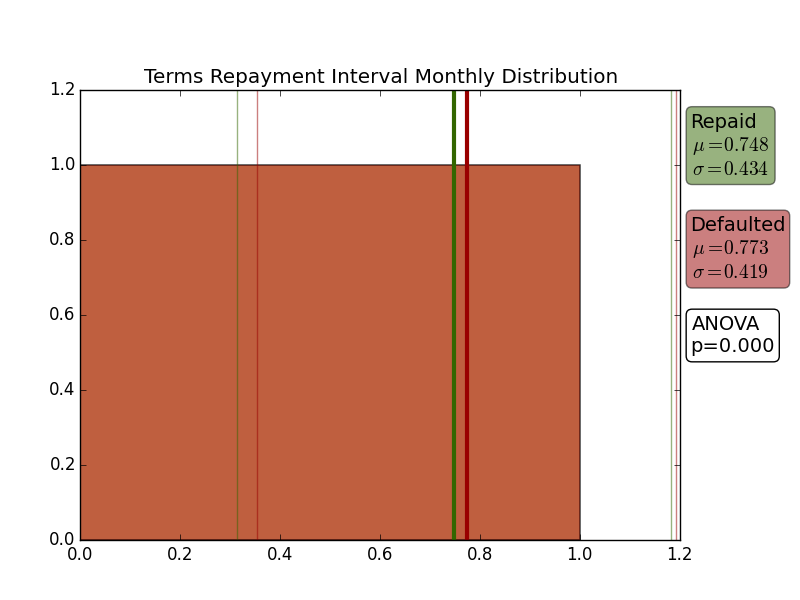 Terms Repayment Interval Monthly Distribution
1.2
1.0
0.8
0.6
0.4
0.2
0.0
0.0 0.2 0.4 0.6 0.8 1.0 1.2
Repaid
μ=0.748
σ=0.434
Defaulted
μ=0.773
σ=0.419
ANOVA
p=0.000